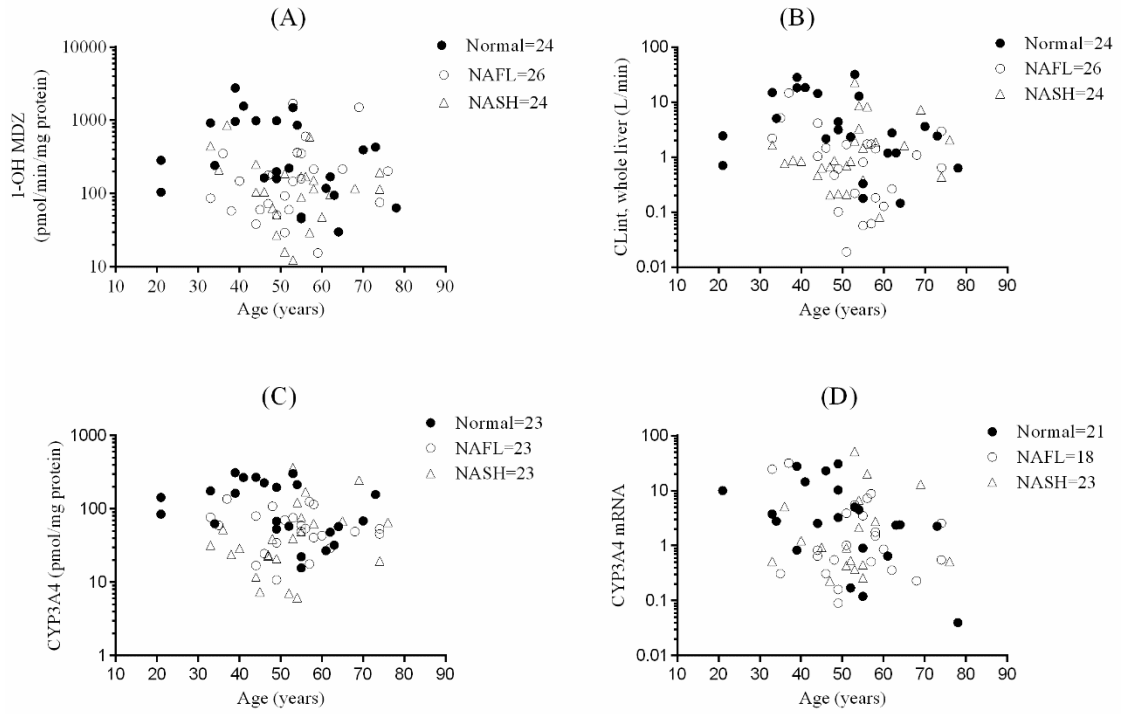 (A)
1-OH MDZ
(pmol/min/mg protein)
10000
1000
100
10
10 20 30 40 50 60 70 80 90
Age (years)
Normal=24
NAFL=26
NASH=24
(B)
CLint, whole liver (L/min)
100
10
1
0.1
0.01
10 20 30 40 50 60 70 80 90
Age (years)
Normal=24
NAFL=26
NASH=24
(C)
CYP3A4 (pmol/mg protein)
1000
100
10
1
10 20 30 40 50 60 70 80 90
Age (years)
Normal=23
NAFL=23
NASH=23
(D)
CYP3A4 mRNA
100
10
1
0.1
0.01
10 20 30 40 50 60 70 80 90
Age (years)
Normal=21
NAFL=18
NASH=23